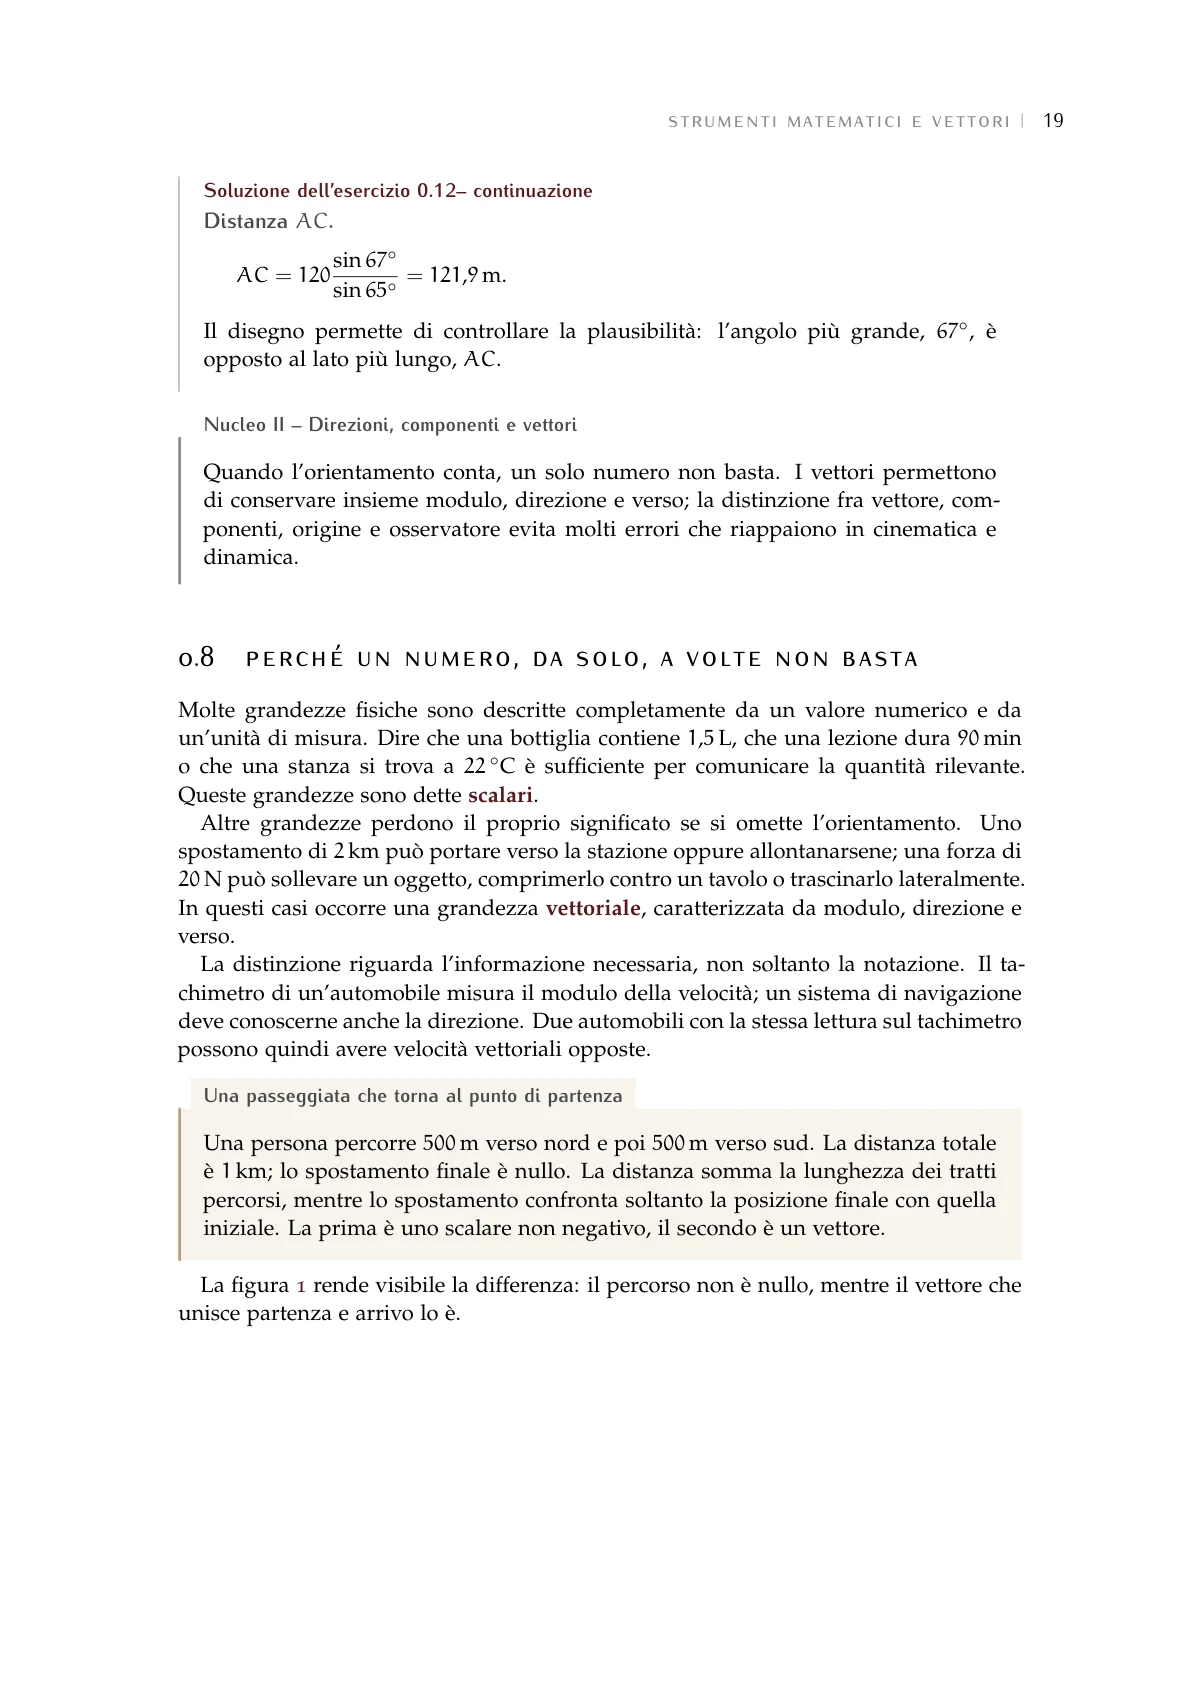 STRUMENTI MATEMATICI E VETTORI | 19
Soluzione dell'esercizio 0.12– continuazione
Distanza AC.
AC = 120 sin 67° / sin 65° = 121,9 m.
Il disegno permette di controllare la plausibilità: l'angolo più grande, 67°, è
opposto al lato più lungo, AC.
Nucleo II – Direzioni, componenti e vettori
Quando l'orientamento conta, un solo numero non basta. I vettori permettono
di conservare insieme modulo, direzione e verso; la distinzione fra vettore, com-
ponenti, origine e osservatore evita molti errori che riappaiono in cinematica e
dinamica.
0.8 PERCHÉ UN NUMERO, DA SOLO, A VOLTE NON BASTA
Molte grandezze fisiche sono descritte completamente da un valore numerico e da
un'unità di misura. Dire che una bottiglia contiene 1,5 L, che una lezione dura 90 min
o che una stanza si trova a 22 °C è sufficiente per comunicare la quantità rilevante.
Queste grandezze sono dette scalari.
Altre grandezze perdono il proprio significato se si omette l'orientamento. Uno
spostamento di 2 km può portare verso la stazione oppure allontanarsene; una forza di
20 N può sollevare un oggetto, comprimerlo contro un tavolo o trascinarlo lateralmente.
In questi casi occorre una grandezza vettoriale, caratterizzata da modulo, direzione e
verso.
La distinzione riguarda l'informazione necessaria, non soltanto la notazione. Il ta-
chimetro di un'automobile misura il modulo della velocità; un sistema di navigazione
deve conoscerne anche la direzione. Due automobili con la stessa lettura sul tachimetro
possono quindi avere velocità vettoriali opposte.
Una passeggiata che torna al punto di partenza
Una persona percorre 500 m verso nord e poi 500 m verso sud. La distanza totale
è 1 km; lo spostamento finale è nullo. La distanza somma la lunghezza dei tratti
percorsi, mentre lo spostamento confronta soltanto la posizione finale con quella
iniziale. La prima è uno scalare non negativo, il secondo è un vettore.
La figura 1 rende visibile la differenza: il percorso non è nullo, mentre il vettore che
unisce partenza e arrivo lo è.